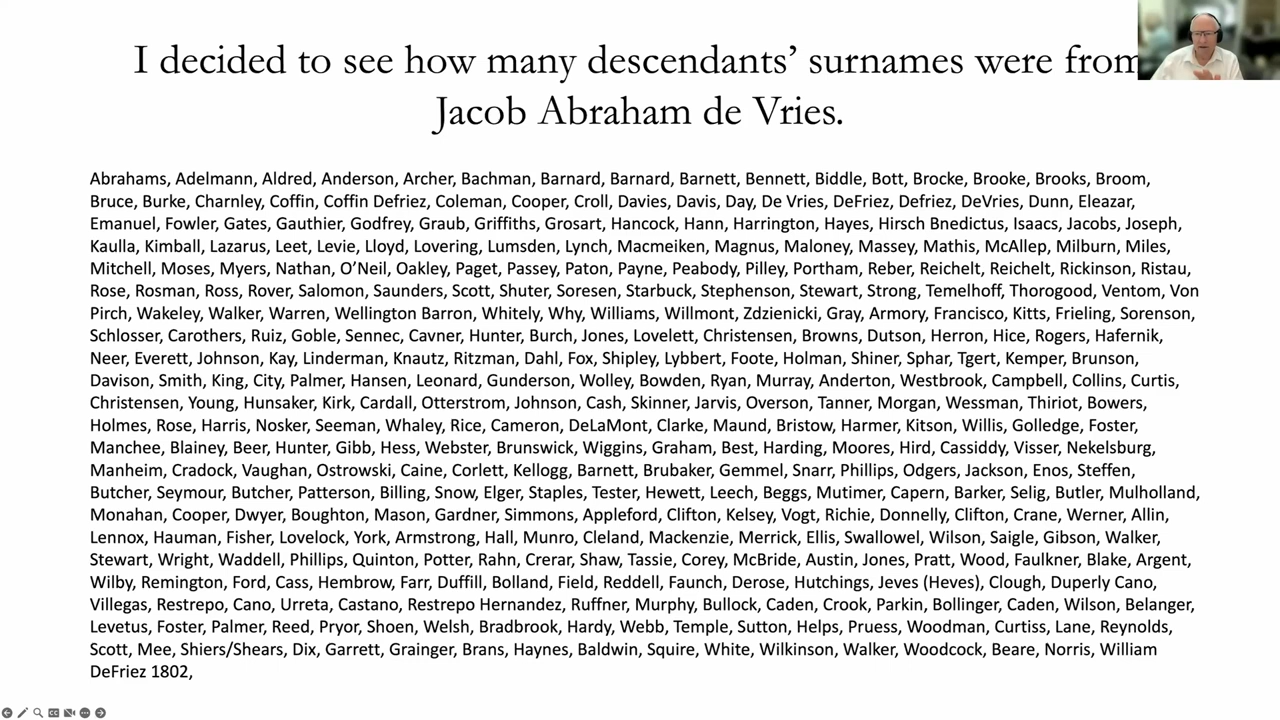 I decided to see how many descendants’ surnames were from
Jacob Abraham de Vries.
Abrahams, Adelmann, Aldred, Anderson, Archer, Bachman, Barnard, Barnard, Barnett, Bennett, Biddle, Bott, Brocke, Brooke, Brooks, Broom,
Bruce, Burke, Charnley, Coffin, Coffin Defriez, Coleman, Cooper, Croll, Davies, Davis, Day, De Vries, DeFriez, Defriez, DeVries, Dunn, Eleazar,
Emanuel, Fowler, Gates, Gauthier, Godfrey, Graub, Griffiths, Grosart, Hancock, Hann, Harrington, Hayes, Hirsch Bnedictus, Isaacs, Jacobs, Joseph,
Kaulla, Kimball, Lazarus, Leet, Levie, Lloyd, Lovering, Lumsden, Lynch, Macmeiken, Magnus, Maloney, Massey, Mathis, McAllep, Milburn, Miles,
Mitchell, Moses, Myers, Nathan, O’Neil, Oakley, Paget, Passey, Paton, Payne, Peabody, Pilley, Portham, Reber, Reichelt, Reichelt, Rickinson, Ristau,
Rose, Rosman, Ross, Rover, Salomon, Saunders, Scott, Shuter, Soresen, Starbuck, Stephenson, Stewart, Strong, Temelhoff, Thorogood, Ventom, Von
Pirch, Wakeley, Walker, Warren, Wellington Barron, Whitely, Why, Williams, Willmont, Zdzienicki, Gray, Armory, Francisco, Kitts, Frieling, Sorenson,
Schlosser, Carothers, Ruiz, Goble, Sennec, Cavner, Hunter, Burch, Jones, Lovelett, Christensen, Browns, Dutson, Herron, Hice, Rogers, Hafernik,
Neer, Everett, Johnson, Kay, Linderman, Knautz, Ritzman, Dahl, Fox, Shipley, Lybbert, Foote, Holman, Shiner, Sphar, Tgert, Kemper, Brunson,
Davison, Smith, King, City, Palmer, Hansen, Leonard, Gunderson, Wolley, Bowden, Ryan, Murray, Anderton, Westbrook, Campbell, Collins, Curtis,
Christensen, Young, Hunsaker, Kirk, Cardall, Otterstrom, Johnson, Cash, Skinner, Jarvis, Overson, Tanner, Morgan, Wessman, Thiriot, Bowers,
Holmes, Rose, Harris, Nosker, Seeman, Whaley, Rice, Cameron, DeLaMont, Clarke, Maund, Bristow, Harmer, Kitson, Willis, Golledge, Foster,
Manchee, Blainey, Beer, Hunter, Gibb, Hess, Webster, Brunswick, Wiggins, Graham, Best, Harding, Moores, Hird, Cassiddy, Visser, Nekelsburg,
Manheim, Cradock, Vaughan, Ostrowski, Caine, Corlett, Kellogg, Barnett, Brubaker, Gemmel, Snarr, Phillips, Odgers, Jackson, Enos, Steffen,
Butcher, Seymour, Butcher, Patterson, Billing, Snow, Elger, Staples, Tester, Hewett, Leech, Beggs, Mutimer, Capern, Barker, Selig, Butler, Mulholland,
Monahan, Cooper, Dwyer, Boughton, Mason, Gardner, Simmons, Appleford, Clifton, Kelsey, Vogt, Richie, Donnelly, Clifton, Crane, Werner, Allin,
Lennox, Hauman, Fisher, Lovelock, York, Armstrong, Hall, Munro, Cleland, Mackenzie, Merrick, Ellis, Swallowel, Wilson, Saigle, Gibson, Walker,
Stewart, Wright, Waddell, Phillips, Quinton, Potter, Rahn, Crerar, Shaw, Tassie, Corey, McBride, Austin, Jones, Pratt, Wood, Faulkner, Blake, Argent,
Wilby, Remington, Ford, Cass, Hembrow, Farr, Duffill, Bolland, Field, Reddell, Faunch, Derose, Hutchings, Jeves (Heves), Clough, Duperly Cano,
Villegas, Restrepo, Cano, Urreta, Castano, Restrepo Hernandez, Ruffner, Murphy, Bullock, Caden, Crook, Parkin, Bollinger, Caden, Wilson, Belanger,
Levetus, Foster, Palmer, Reed, Pryor, Shoen, Welsh, Bradbrook, Hardy, Webb, Temple, Sutton, Helps, Pruess, Woodman, Curtiss, Lane, Reynolds,
Scott, Mee, Shiers/Shears, Dix, Garrett, Grainger, Brans, Haynes, Baldwin, Squire, White, Wilkinson, Walker, Woodcock, Beare, Norris, William
DeFriez 1802,